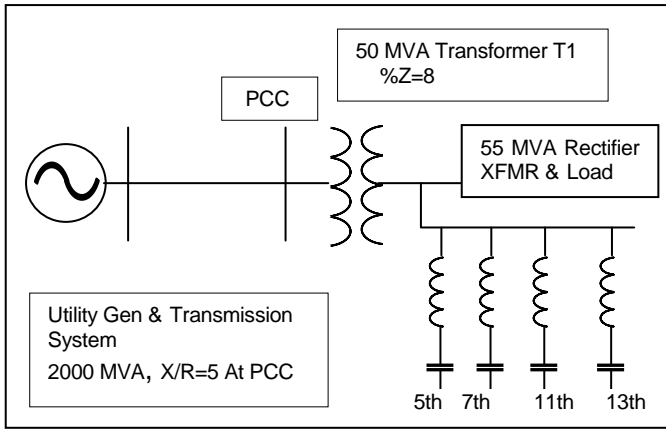 50 MVA Transformer T1
%Z=8
PCC
55 MVA Rectifier
XFMR & Load
Utility Gen & Transmission
System
2000 MVA, X/R=5 At PCC
5th 7th 11th 13th